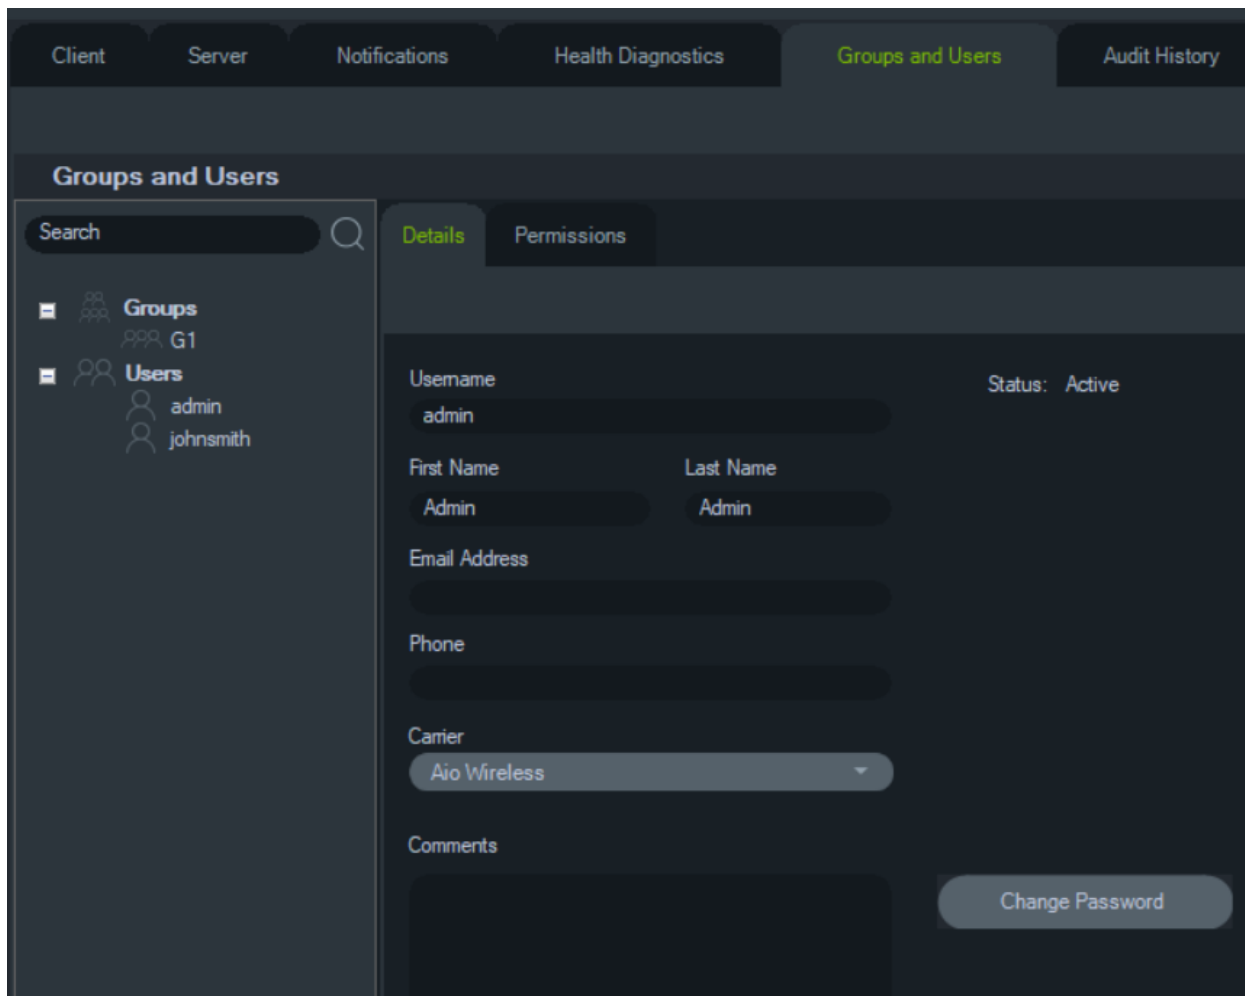 Client Server Notifications Health Diagnostics Groups and Users Audit History
Groups and Users
Search
Details Permissions
Groups
G1
Users
admin
johnsmith
Username
Status: Active
admin
First Name Last Name
Admin Admin
Email Address
Phone
Carrier
Aio Wireless
Comments
Change Password